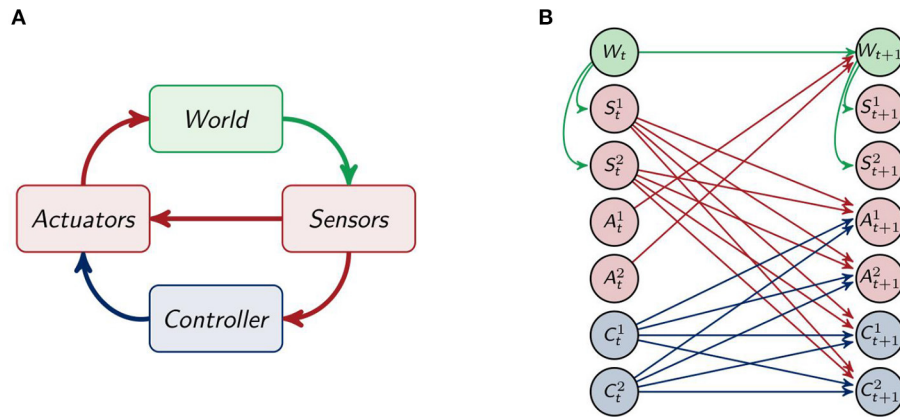 A
World
Actuators
Sensors
Controller
B
W_t
W_{t+1}
S_t^1
S_{t+1}^1
S_t^2
S_{t+1}^2
A_t^1
A_{t+1}^1
A_t^2
A_{t+1}^2
C_t^1
C_{t+1}^1
C_t^2
C_{t+1}^2